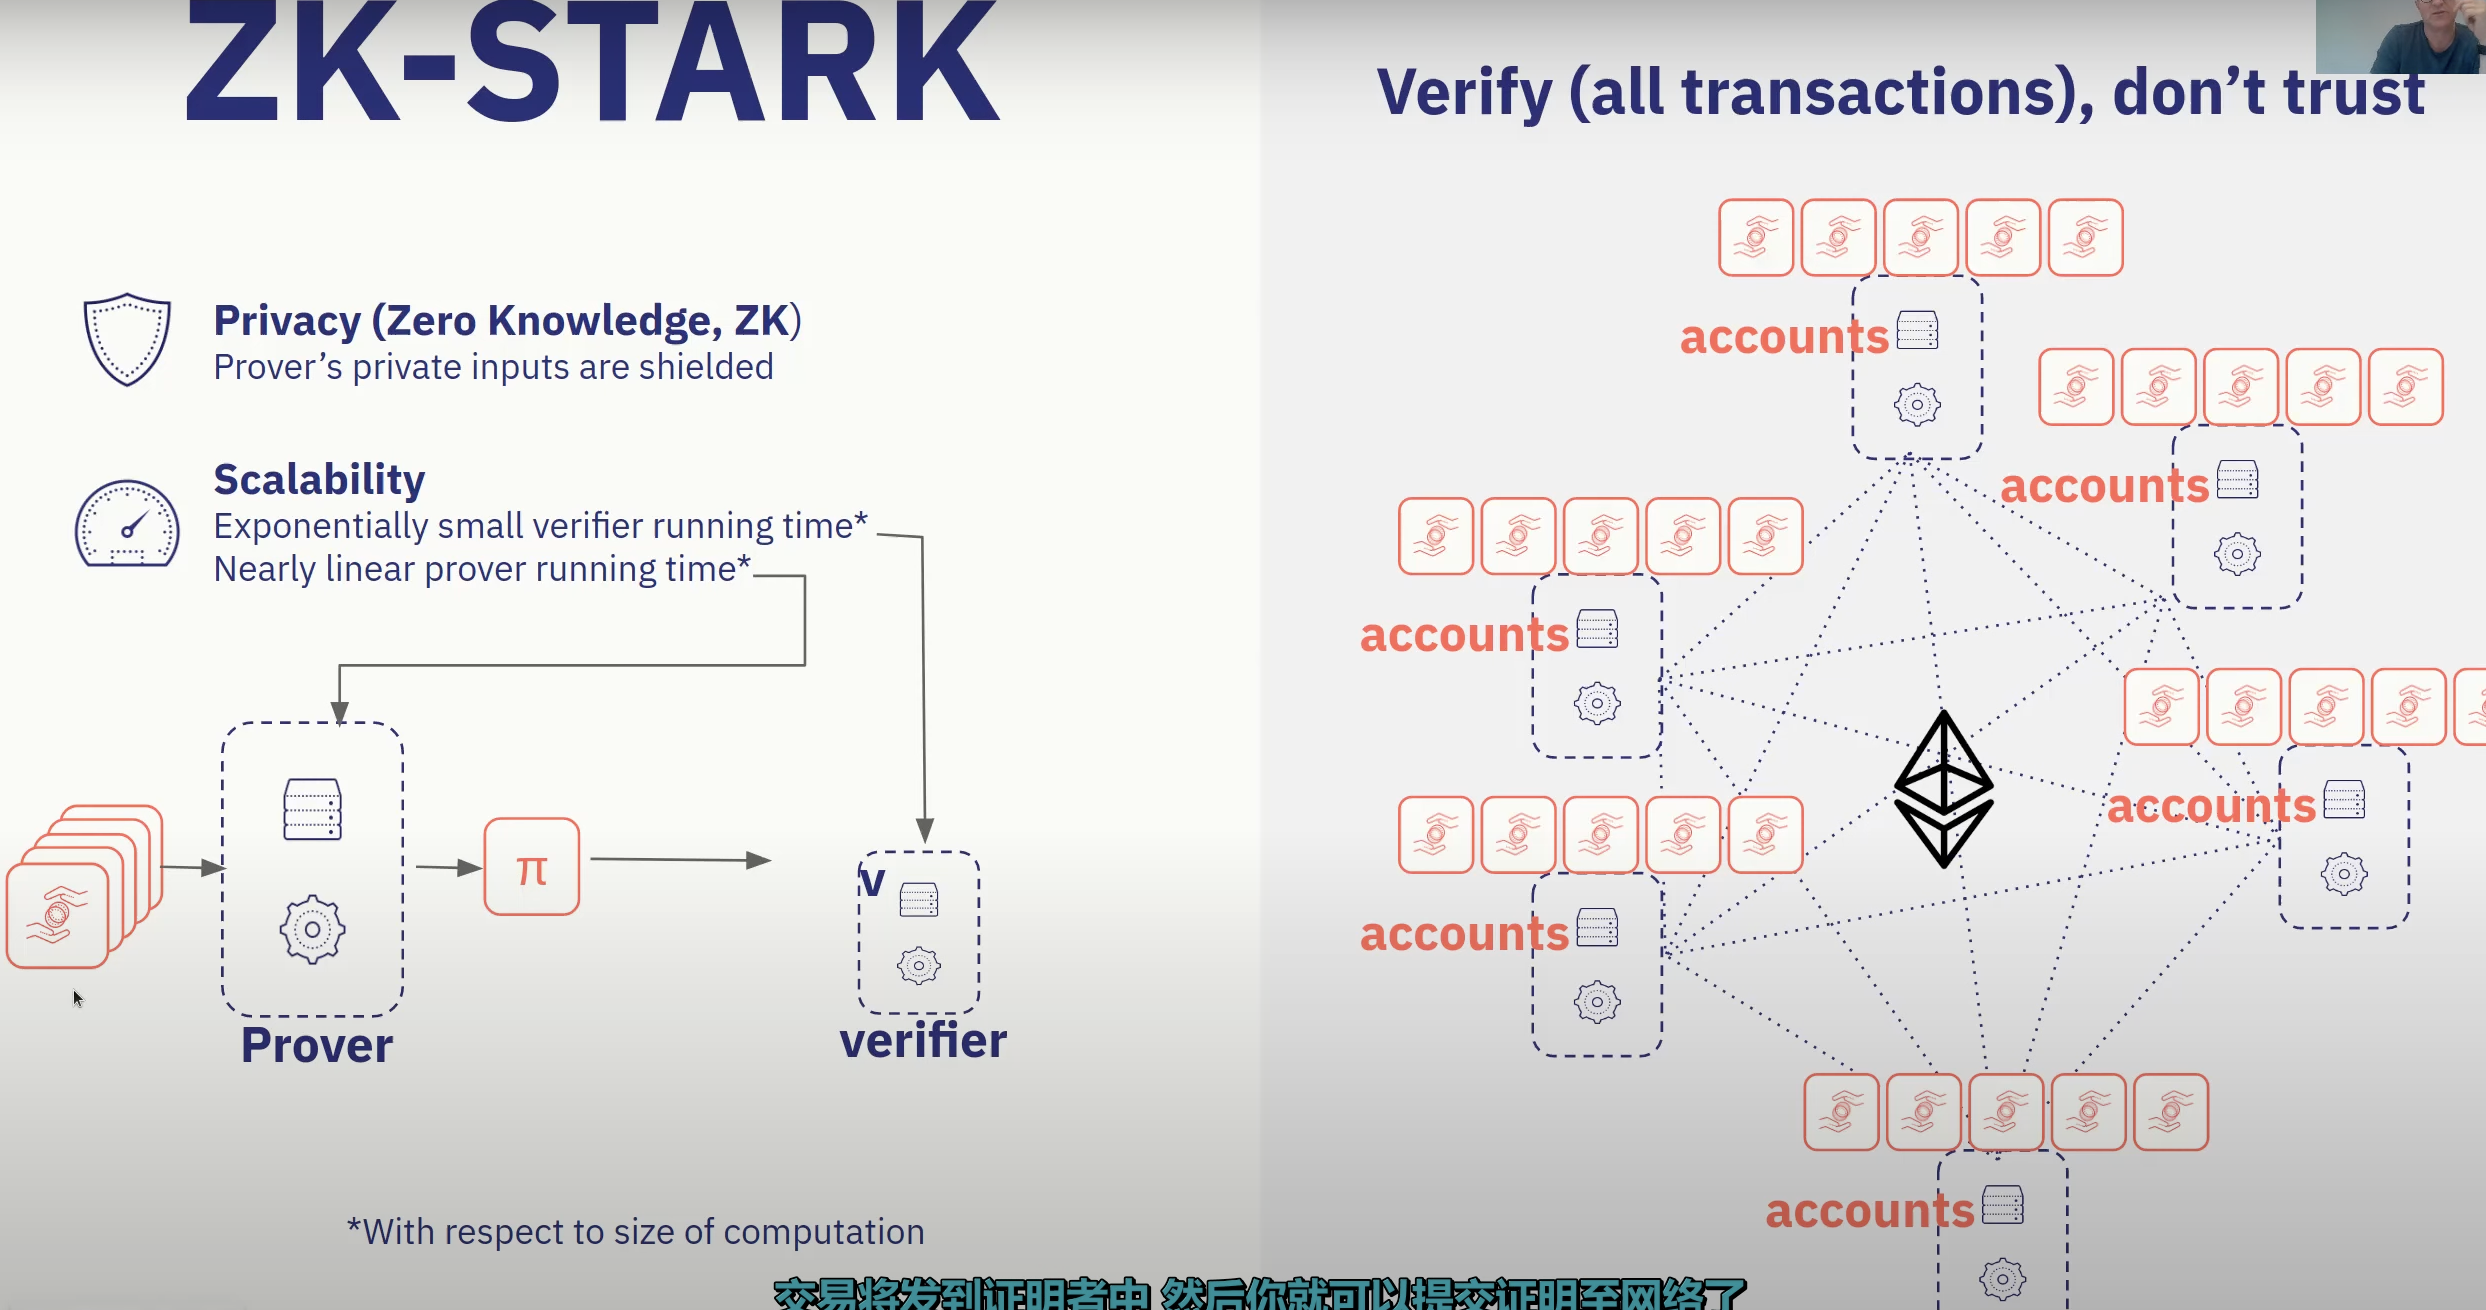 ZK-STARK
Privacy (Zero Knowledge, ZK)
Prover's private inputs are shielded
Scalability
Exponentially small verifier running time*
Nearly linear prover running time*
π
v
Prover
verifier
*With respect to size of computation
Verify (all transactions), don't trust
accounts
accounts
accounts
accounts
accounts
accounts
交易将发到证明者中 然后你就可以提交证明至网络了